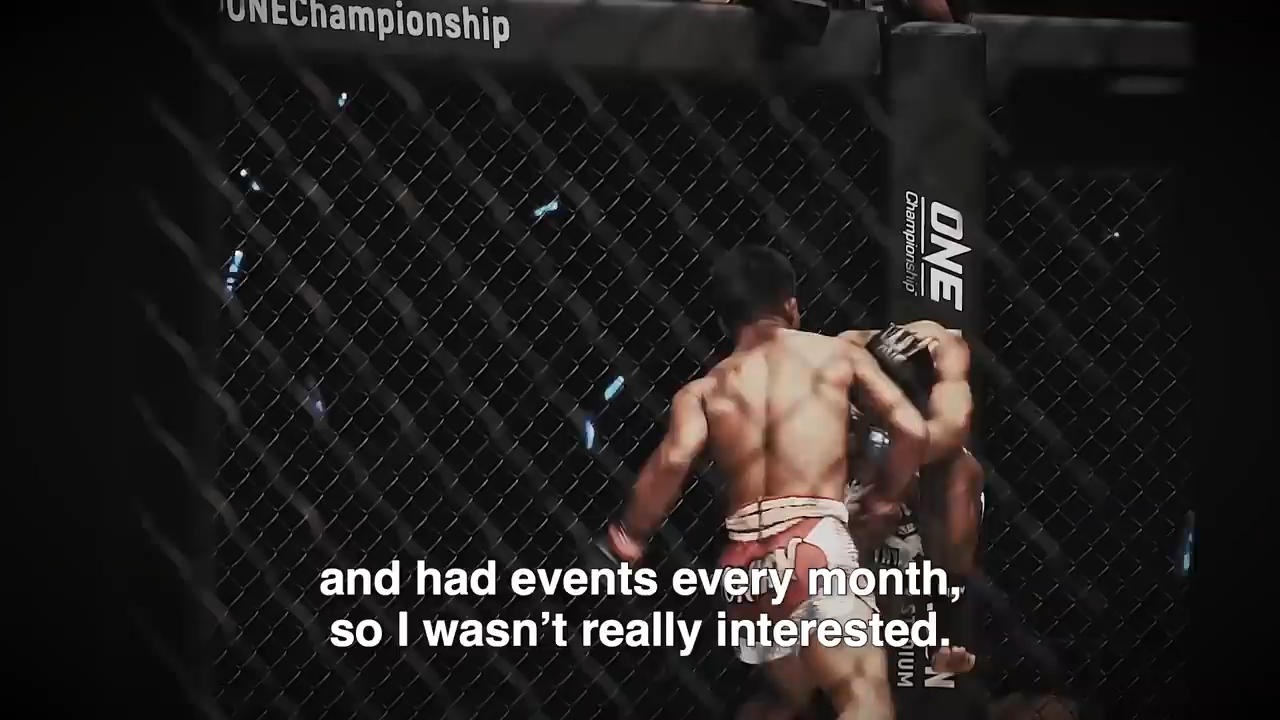 ONEChampionship
ONE
Championship
and had events every month,
so I wasn't really interested.